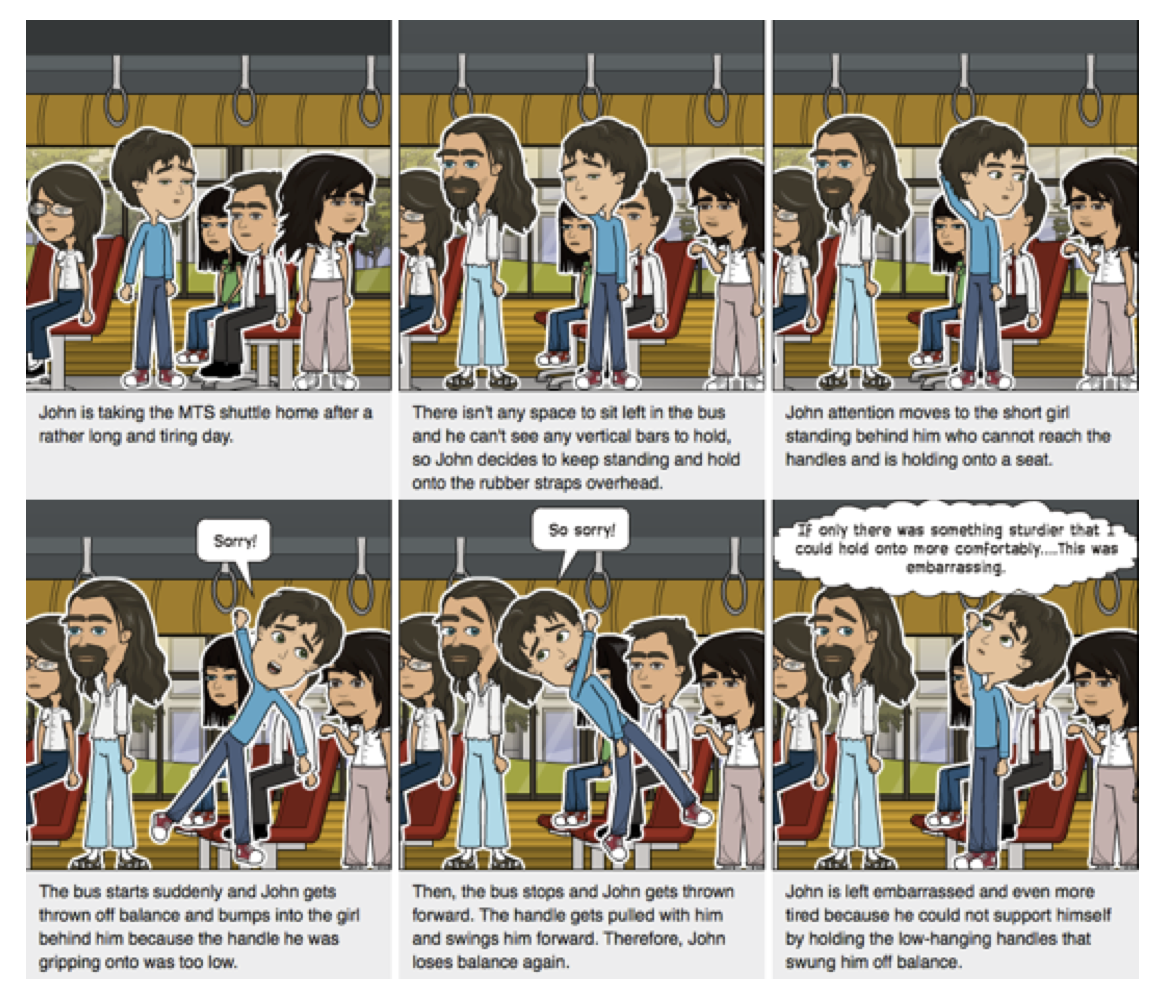 John is taking the MTS shuttle home after a
rather long and tiring day.
There isn't any space to sit left in the bus
and he can't see any vertical bars to hold,
so John decides to keep standing and hold
onto the rubber straps overhead.
John attention moves to the short girl
standing behind him who cannot reach the
handles and is holding onto a seat.
Sorry!
The bus starts suddenly and John gets
thrown off balance and bumps into the girl
behind him because the handle he was
gripping onto was too low.
So sorry!
Then, the bus stops and John gets thrown
forward. The handle gets pulled with him
and swings him forward. Therefore, John
loses balance again.
If only there was something sturdier that I
could hold onto more comfortably....This was
embarrassing.
John is left embarrassed and even more
tired because he could not support himself
by holding the low-hanging handles that
swung him off balance.